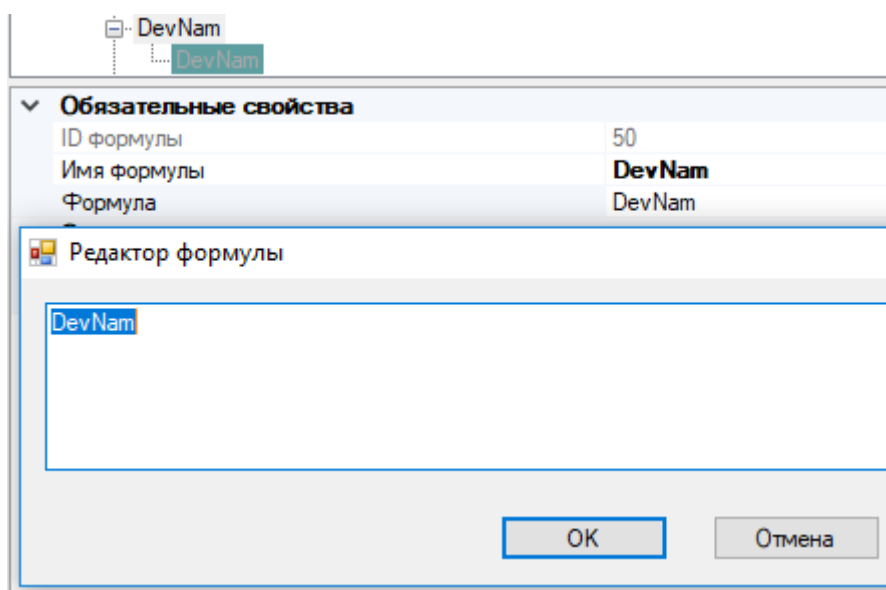 DevNam
DevNam
Обязательные свойства
ID формулы 50
Имя формулы DevNam
Формула DevNam
Редактор формулы
DevNam
OK Отмена